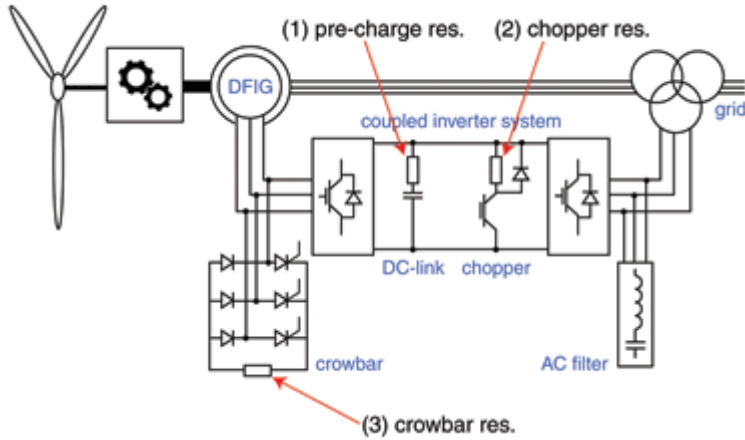 (1) pre-charge res.
(2) chopper res.
DFIG
grid
coupled inverter system
DC-link
chopper
crowbar
AC filter
(3) crowbar res.